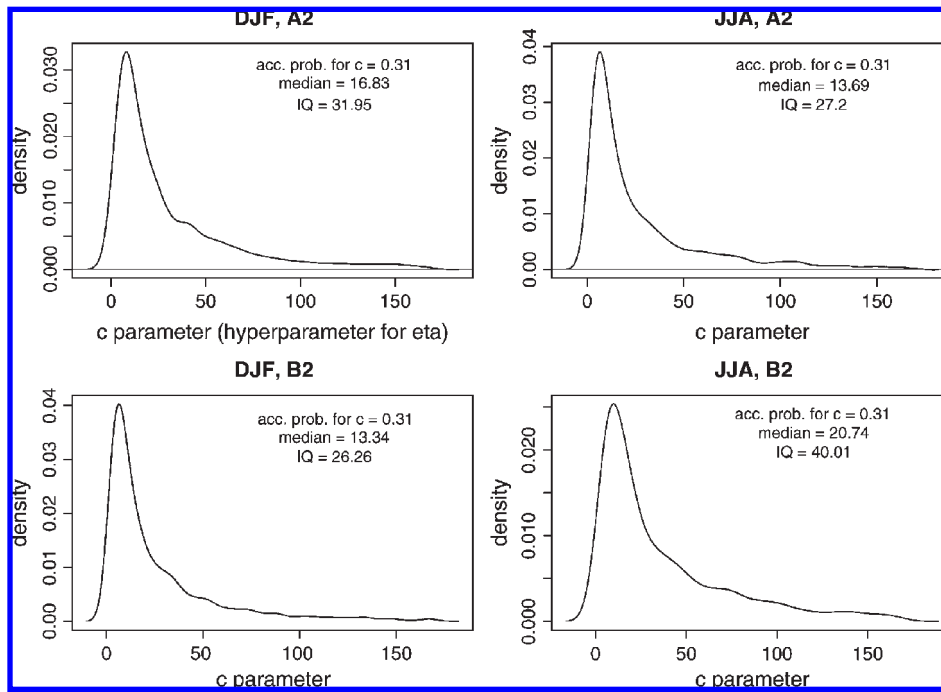 DJF, A2
density
0.000 0.010 0.020 0.030
acc. prob. for c = 0.31
median = 16.83
IQ = 31.95
0 50 100 150
c parameter (hyperparameter for eta)
JJA, A2
density
0.00 0.01 0.02 0.03 0.04
acc. prob. for c = 0.31
median = 13.69
IQ = 27.2
0 50 100 150
c parameter
DJF, B2
density
0.00 0.01 0.02 0.03 0.04
acc. prob. for c = 0.31
median = 13.34
IQ = 26.26
0 50 100 150
c parameter
JJA, B2
density
0.000 0.010 0.020
acc. prob. for c = 0.31
median = 20.74
IQ = 40.01
0 50 100 150
c parameter